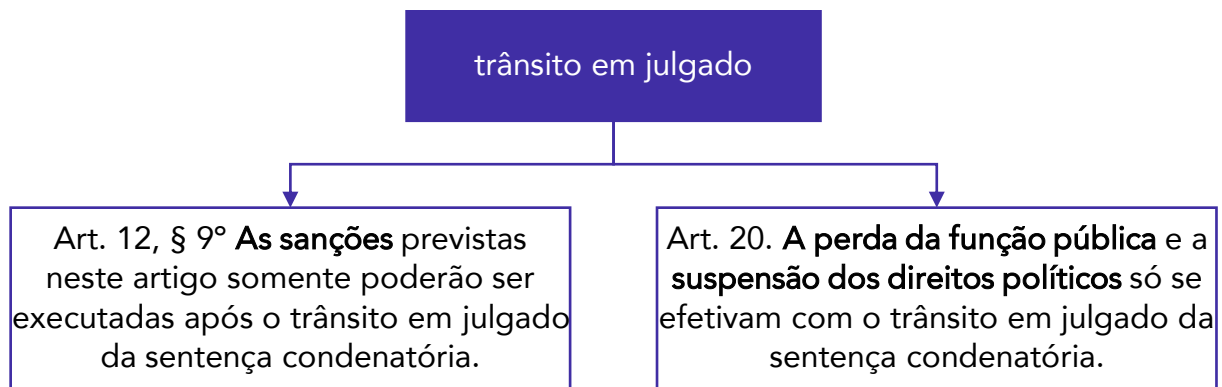 trânsito em julgado
Art. 12, § 9º As sanções previstas
neste artigo somente poderão ser
executadas após o trânsito em julgado
da sentença condenatória.
Art. 20. A perda da função pública e a
suspensão dos direitos políticos só se
efetivam com o trânsito em julgado da
sentença condenatória.